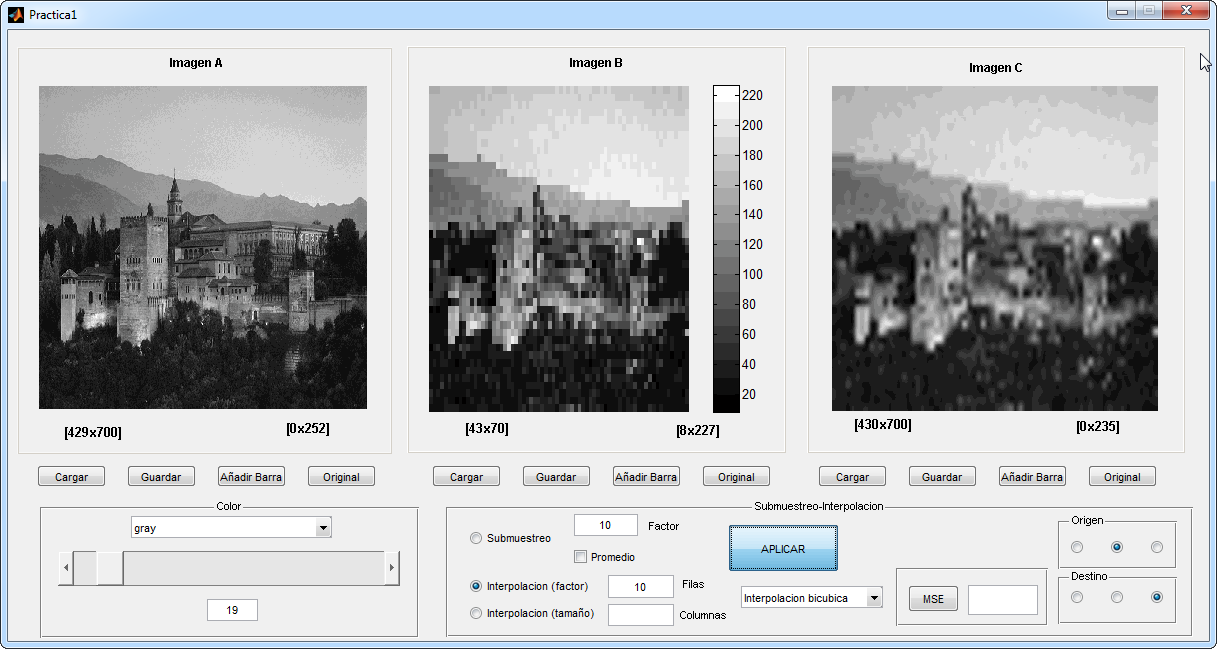 Practica1
Imagen A
Imagen B
Imagen C
220
200
180
160
140
120
100
80
60
40
20
[429x700] [0x252]
[43x70] [8x227]
[430x700] [0x235]
Cargar Guardar Añadir Barra Original
Cargar Guardar Añadir Barra Original
Cargar Guardar Añadir Barra Original
Color
gray
19
Submuestreo-Interpolacion
Submuestreo 10 Factor
Promedio
Interpolacion (factor) 10 Filas
Interpolacion (tamaño) Columnas
APLICAR
Interpolacion bicubica
MSE
Origen
Destino